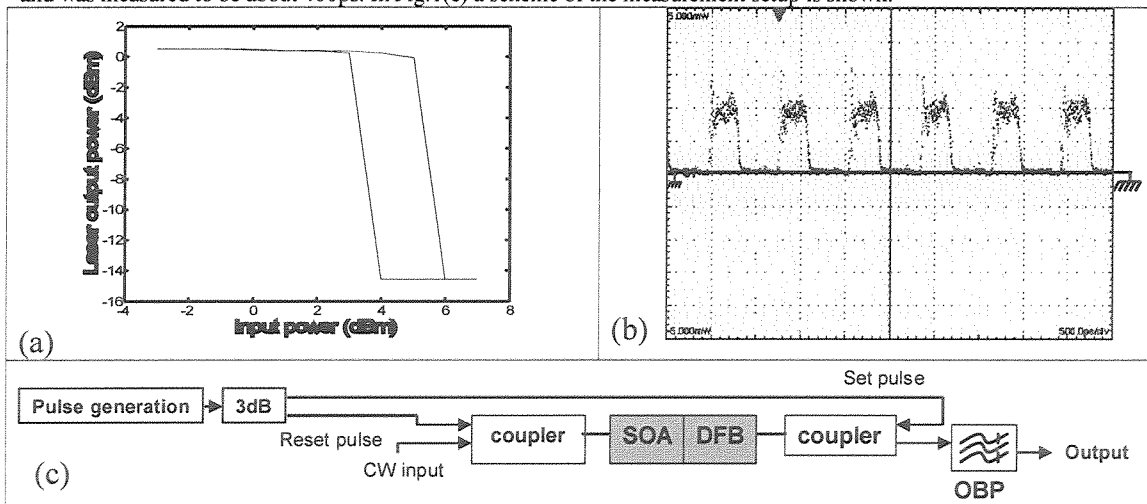 and was measured to be about 400ps. In Fig.4(c) a scheme of the measurement setup is shown.
2
0
-2
-4
-6
-8
-10
-12
-14
-16
Laser output power (dBm)
-4 -2 0 2 4 6 8
Input power (dBm)
(a)
5.000mW
-5.000mW
500.0ps/div
(b)
Set pulse
Pulse generation
3dB
Reset pulse
CW input
coupler
SOA
DFB
coupler
Output
OBP
(c)